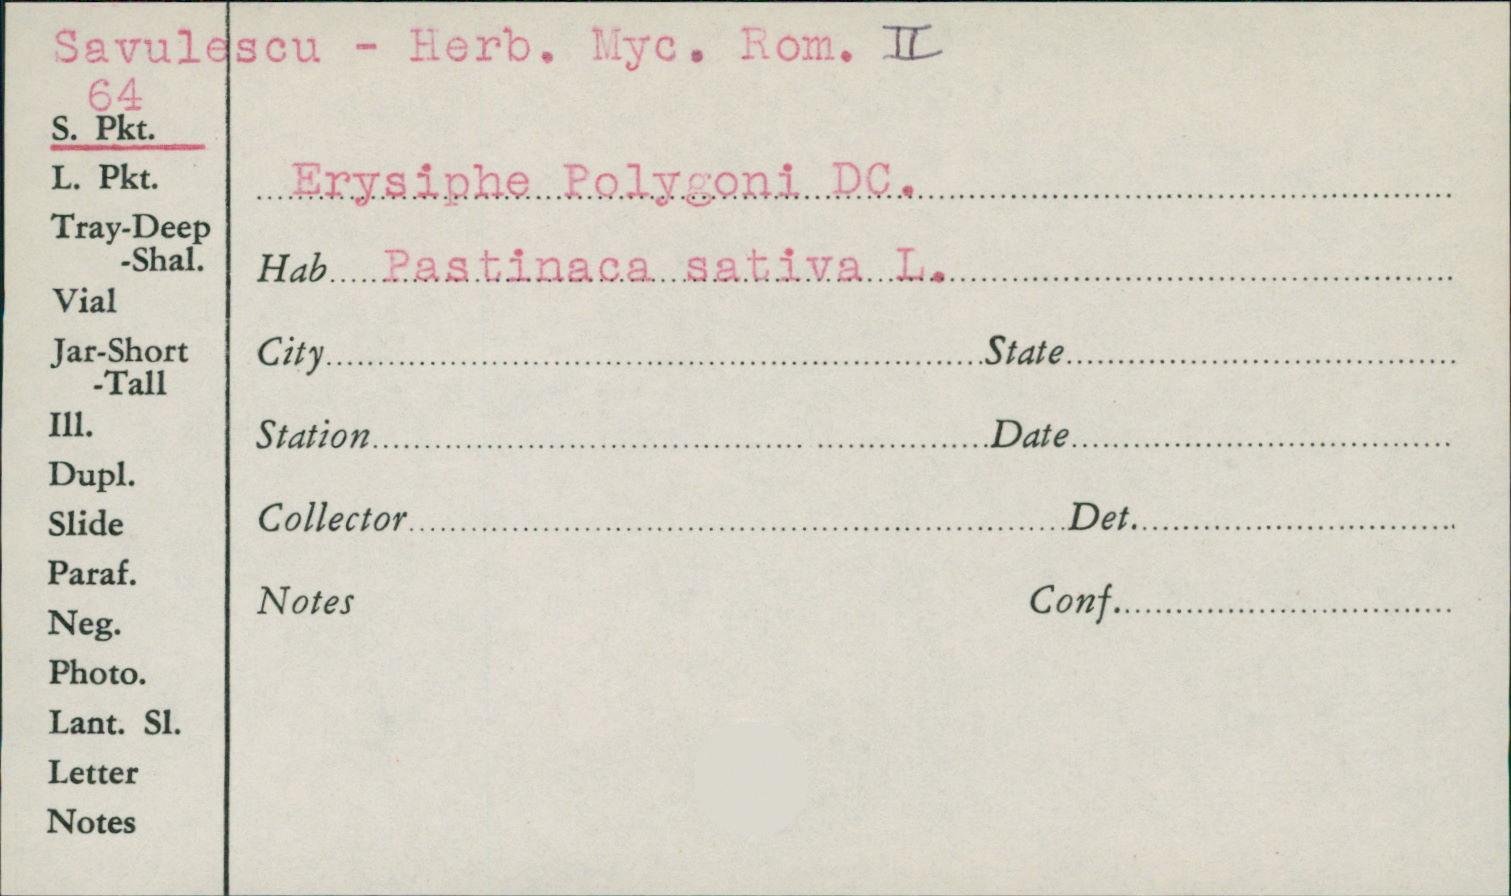 Savulescu - Herb. Myc. Rom. II
64
S. Pkt.
L. Pkt.
Tray-Deep
-Shal.
Vial
Jar-Short
-Tall
Ill.
Dupl.
Slide
Paraf.
Neg.
Photo.
Lant. Sl.
Letter
Notes
Erysiphe Polygoni DC.
Hab Pastinaca sativa L.
City State
Station Date
Collector Det.
Notes Conf.